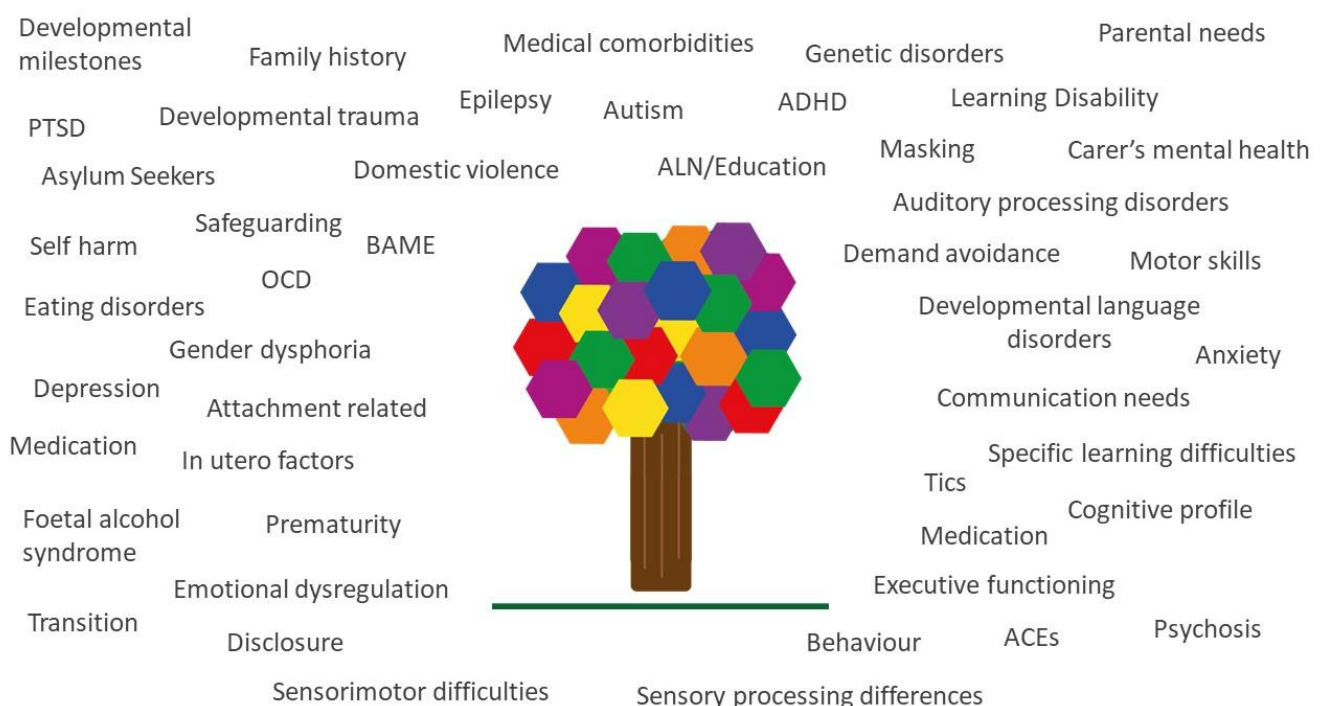 Developmental
milestones
Family history
Medical comorbidities
Genetic disorders
Parental needs
PTSD
Developmental trauma
Epilepsy
Autism
ADHD
Learning Disability
Asylum Seekers
Domestic violence
ALN/Education
Masking
Carer's mental health
Safeguarding
Auditory processing disorders
Self harm
BAME
Demand avoidance
Motor skills
OCD
Eating disorders
Developmental language
disorders
Gender dysphoria
Anxiety
Depression
Attachment related
Communication needs
Medication
In utero factors
Specific learning difficulties
Tics
Foetal alcohol
syndrome
Prematurity
Cognitive profile
Medication
Emotional dysregulation
Executive functioning
Transition
Disclosure
Behaviour
ACEs
Psychosis
Sensorimotor difficulties
Sensory processing differences